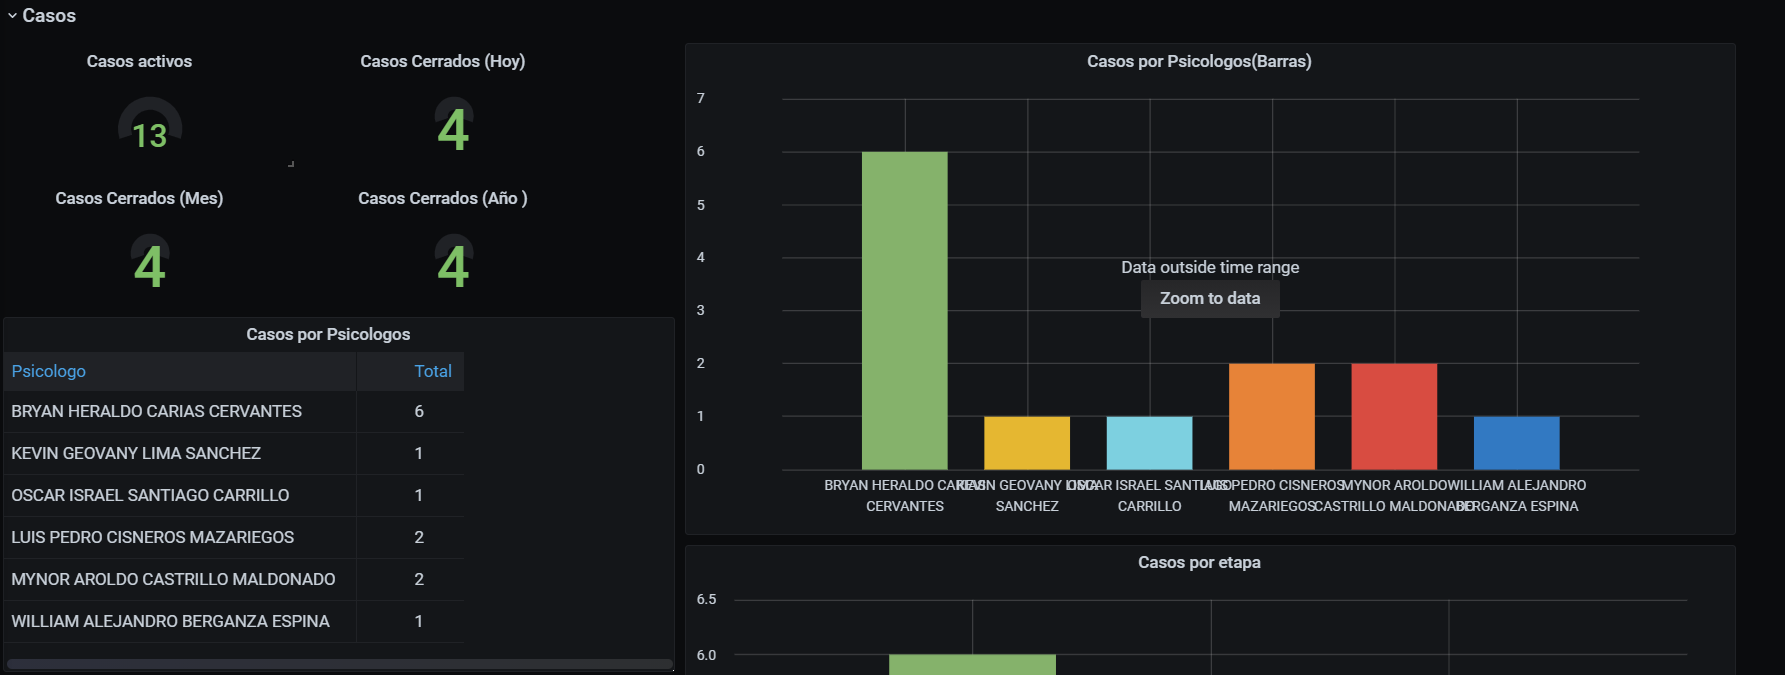 Casos
Casos activos
13
Casos Cerrados (Hoy)
4
Casos Cerrados (Mes)
4
Casos Cerrados (Año )
4
Casos por Psicologos
Psicologo Total
BRYAN HERALDO CARIAS CERVANTES 6
KEVIN GEOVANY LIMA SANCHEZ 1
OSCAR ISRAEL SANTIAGO CARRILLO 1
LUIS PEDRO CISNEROS MAZARIEGOS 2
MYNOR AROLDO CASTRILLO MALDONADO 2
WILLIAM ALEJANDRO BERGANZA ESPINA 1
Casos por Psicologos(Barras)
7
6
5
4
3
2
1
0
Data outside time range
Zoom to data
BRYAN HERALDO CARIAS
CERVANTES
KEVIN GEOVANY LIMA
SANCHEZ
OSCAR ISRAEL SANTIAGO
CARRILLO
LUIS PEDRO CISNEROS
MAZARIEGOS
MYNOR AROLDO
CASTRILLO MALDONADO
WILLIAM ALEJANDRO
BERGANZA ESPINA
Casos por etapa
6.5
6.0